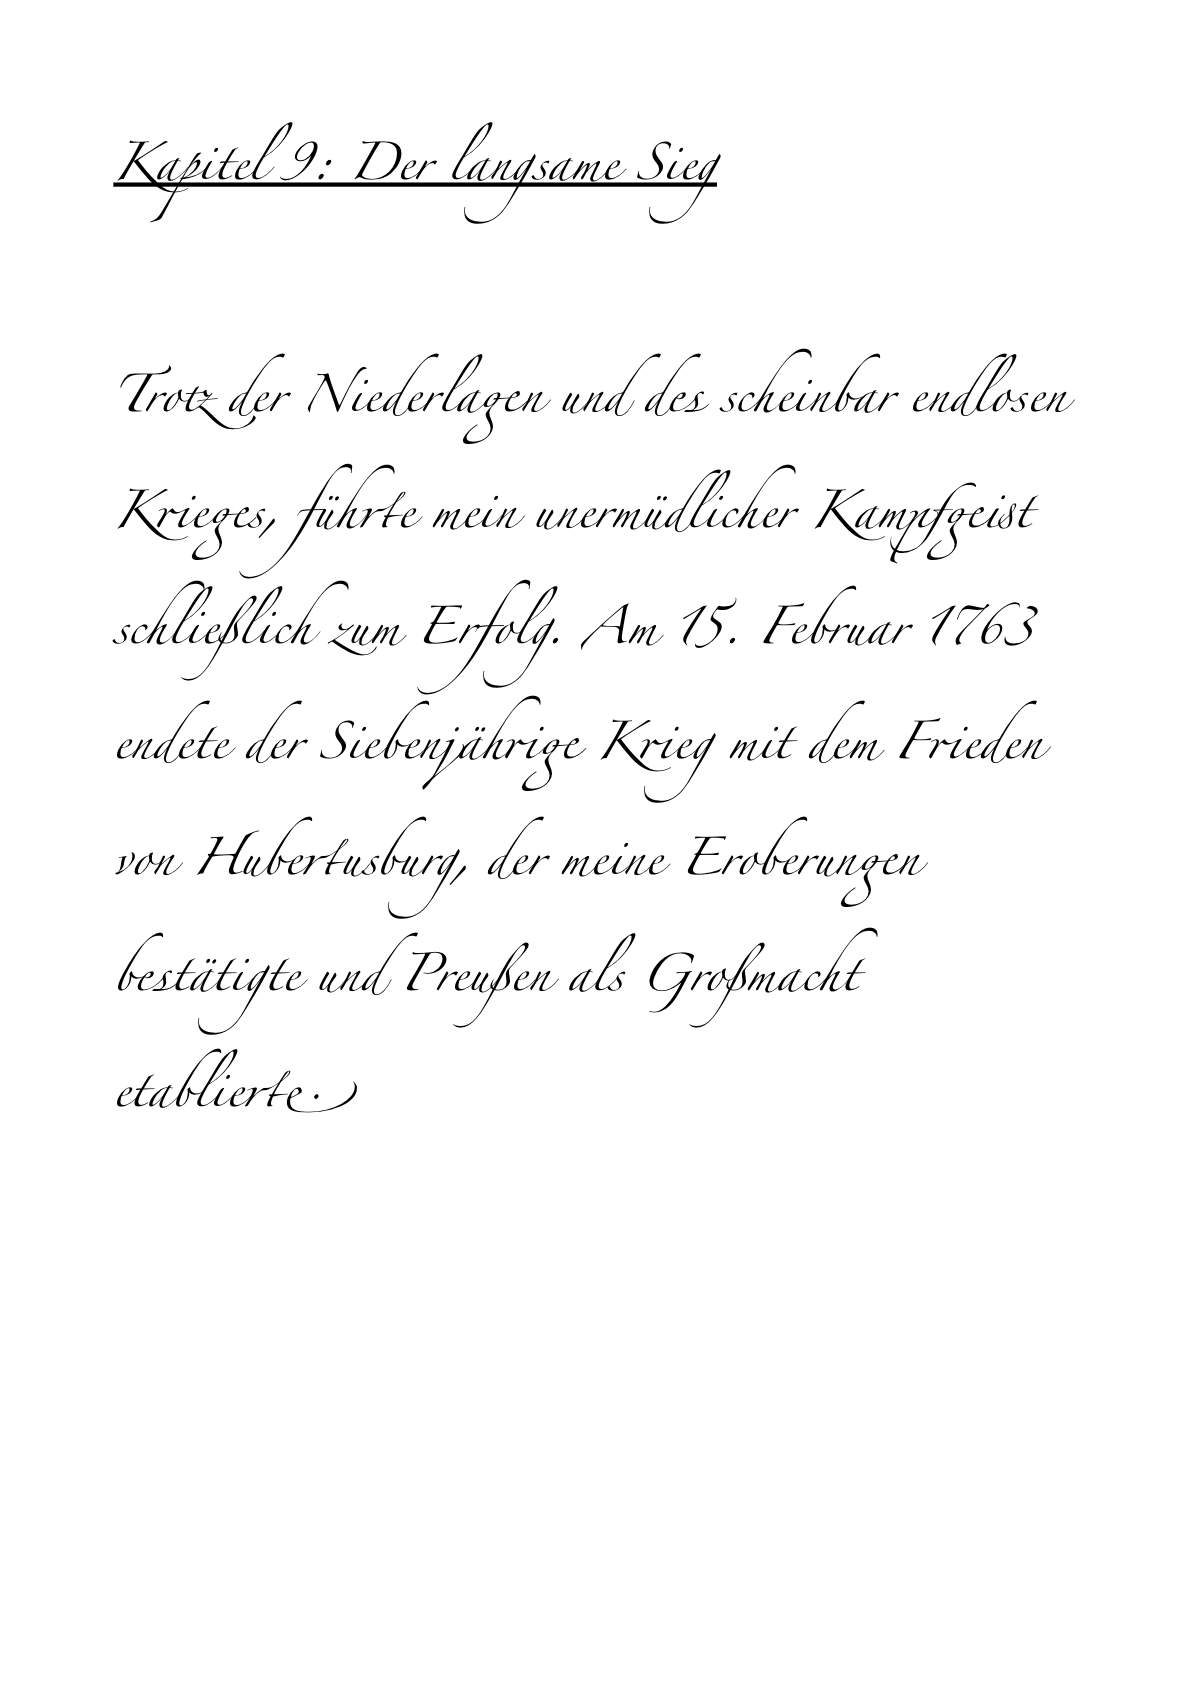 Kapitel 9: Der langsame Sieg
Trotz der Niederlagen und des scheinbar endlosen
Krieges, führte mein unermüdlicher Kampfgeist
schließlich zum Erfolg. Am 15. Februar 1763
endete der Siebenjährige Krieg mit dem Frieden
von Hubertusburg, der meine Eroberungen
bestätigte und Preußen als Großmacht
etablierte.